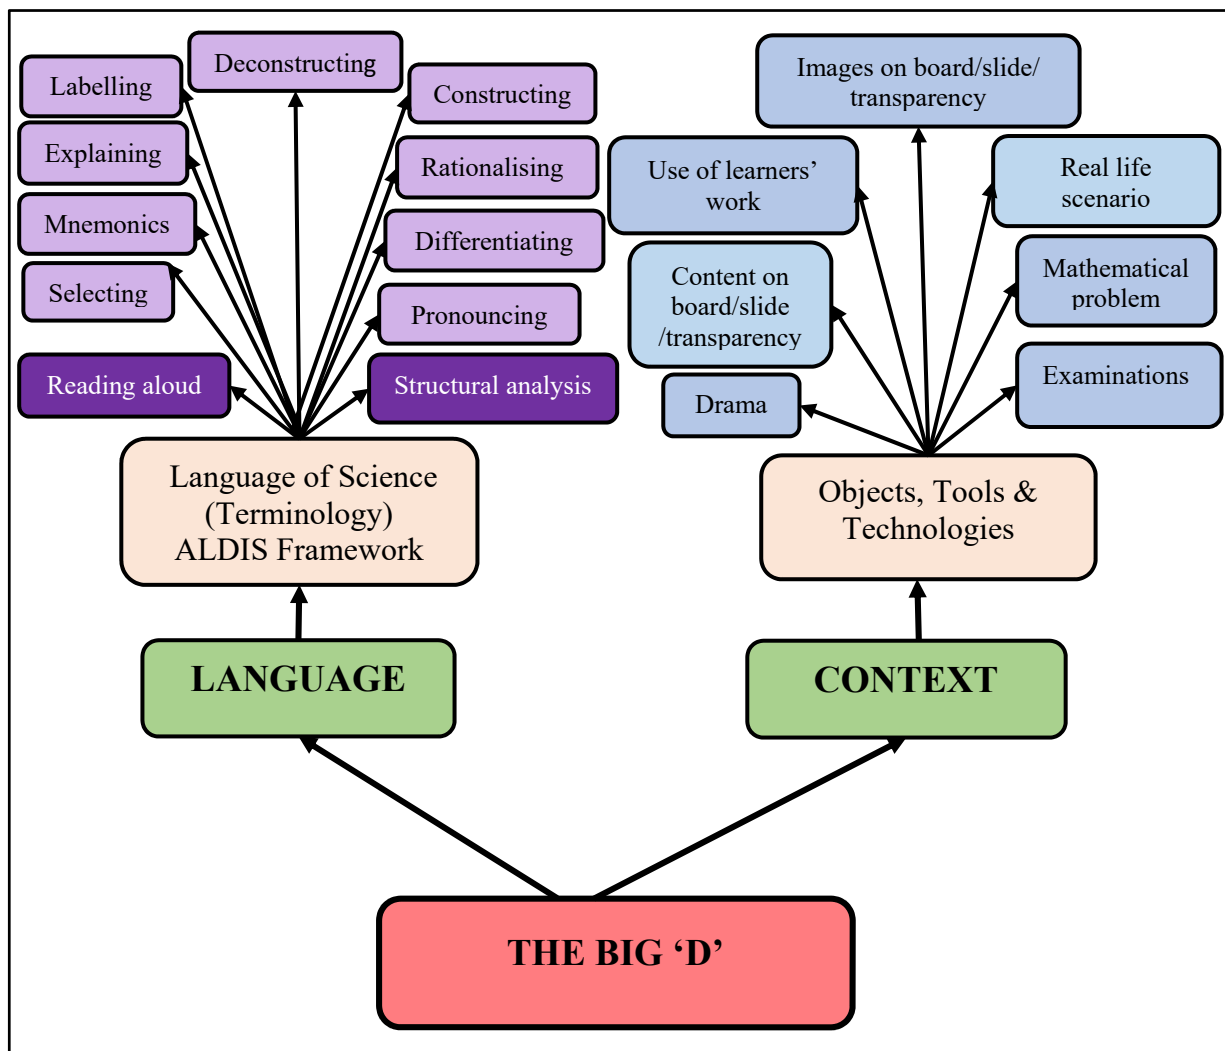 Deconstructing
Labelling
Constructing
Explaining
Rationalising
Mnemonics
Differentiating
Selecting
Pronouncing
Reading aloud
Structural analysis
Language of Science
(Terminology)
ALDIS Framework
LANGUAGE
Images on board/slide/
transparency
Use of learners’
work
Real life
scenario
Content on
board/slide
/transparency
Mathematical
problem
Drama
Examinations
Objects, Tools &
Technologies
CONTEXT
THE BIG ‘D’